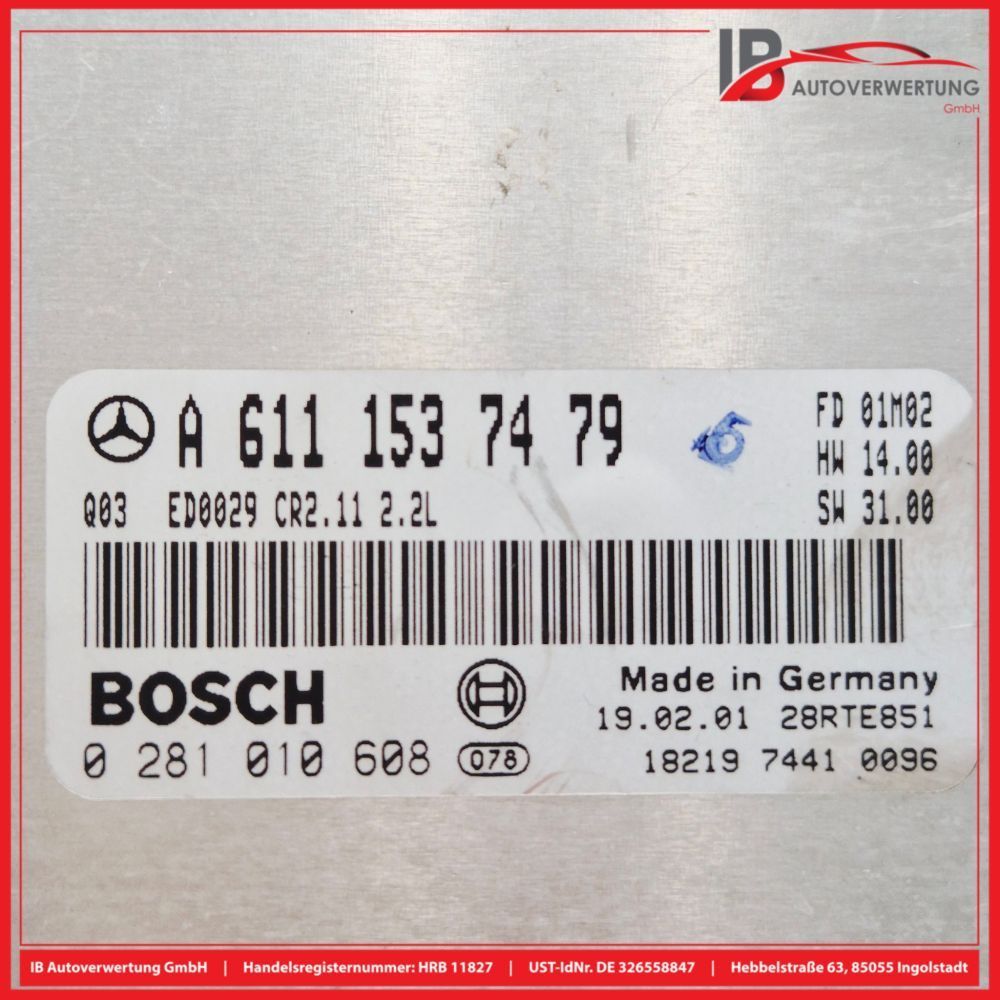 IB
AUTOVERWERTUNG
GmbH
A 611 153 74 79
6
FD 01M02
HW 14.00
Q03 ED0029 CR2.11 2.2L
SW 31.00
BOSCH
Made in Germany
19.02.01 28RTE851
0 281 010 608 078
18219 7441 0096
IB Autoverwertung GmbH | Handelsregisternummer: HRB 11827 | UST-IdNr. DE 326558847 | Hebbelstraße 63, 85055 Ingolstadt